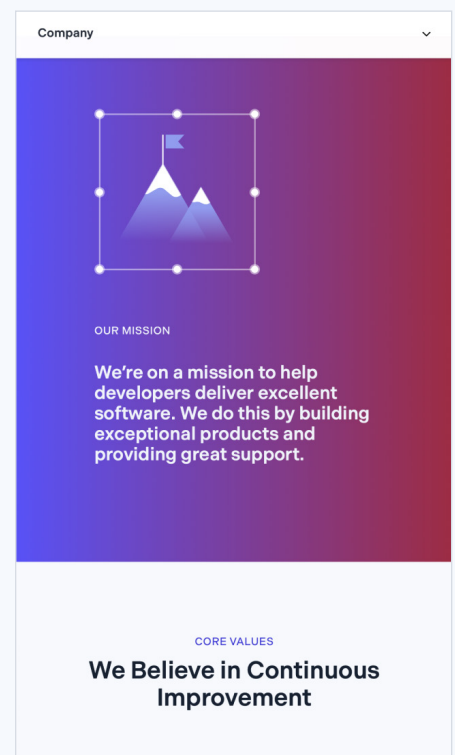 Company
OUR MISSION
We’re on a mission to help
developers deliver excellent
software. We do this by building
exceptional products and
providing great support.
CORE VALUES
We Believe in Continuous
Improvement